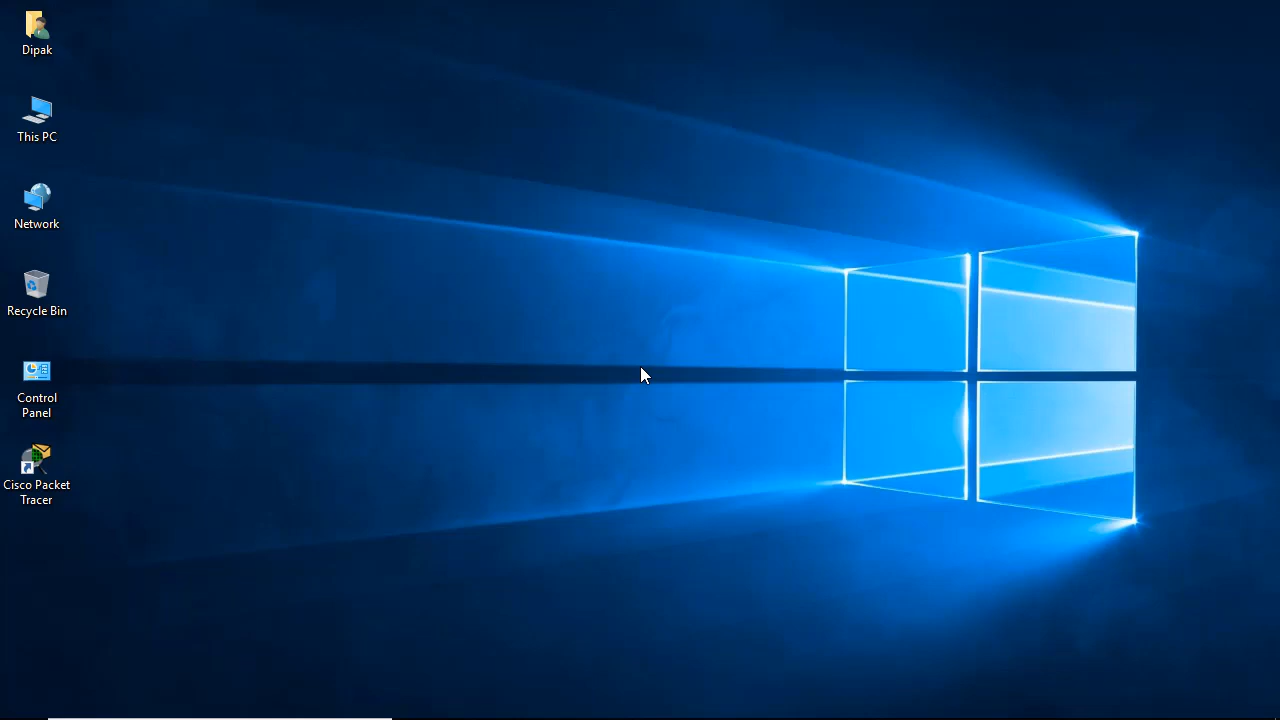 Dipak
This PC
Network
Recycle Bin
Control
Panel
Cisco Packet
Tracer